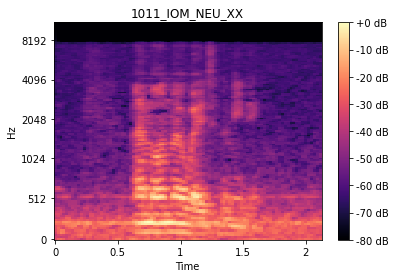 1011_IOM_NEU_XX
8192
4096
2048
1024
512
0
Hz
0
0.5
1
1.5
2
Time
+0 dB
-10 dB
-20 dB
-30 dB
-40 dB
-50 dB
-60 dB
-70 dB
-80 dB